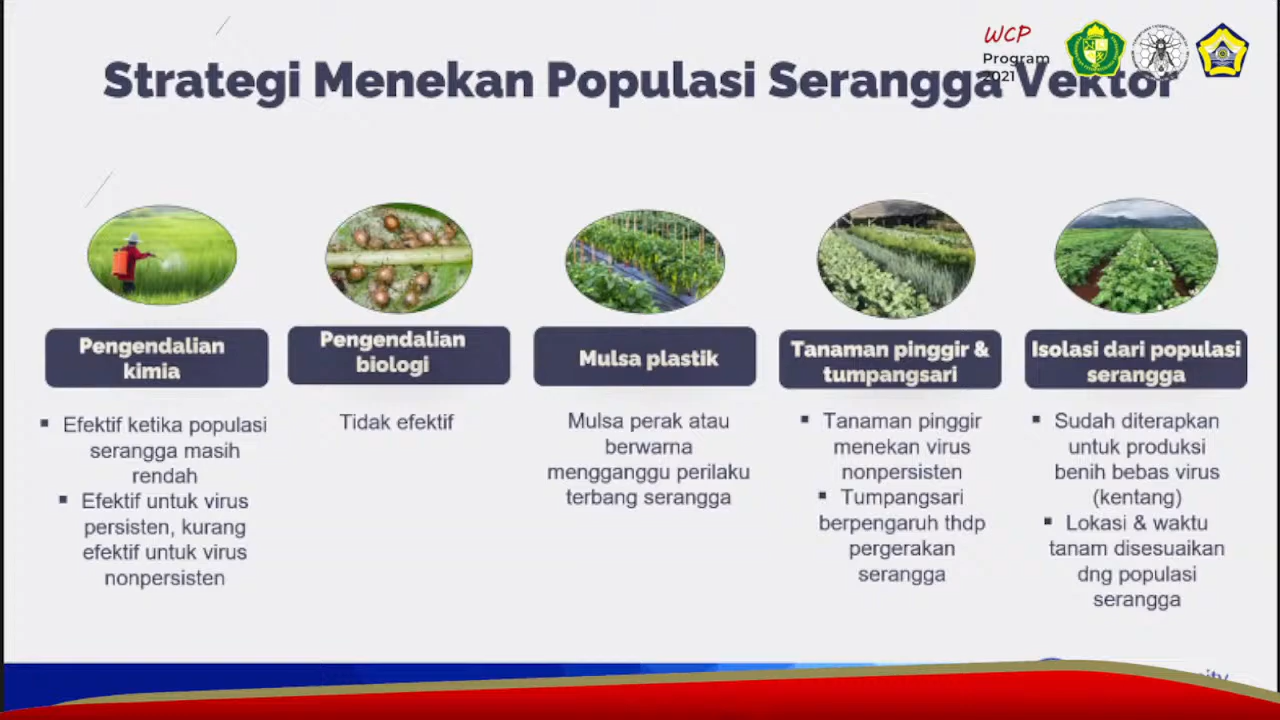 WCP
Program
2021
Strategi Menekan Populasi Serangga Vektor
Pengendalian
kimia
▪ Efektif ketika populasi
serangga masih
rendah
▪ Efektif untuk virus
persisten, kurang
efektif untuk virus
nonpersisten
Pengendalian
biologi
Tidak efektif
Mulsa plastik
Mulsa perak atau
berwarna
mengganggu perilaku
terbang serangga
Tanaman pinggir &
tumpangsari
▪ Tanaman pinggir
menekan virus
nonpersisten
▪ Tumpangsari
berpengaruh thdp
pergerakan
serangga
Isolasi dari populasi
serangga
▪ Sudah diterapkan
untuk produksi
benih bebas virus
(kentang)
▪ Lokasi & waktu
tanam disesuaikan
dng populasi
serangga